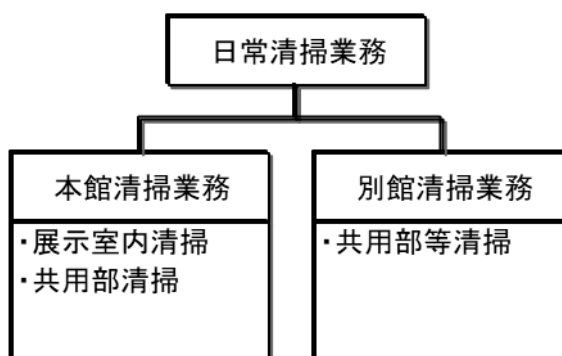 日常清掃業務
本館清掃業務
・展示室内清掃
・共用部清掃
別館清掃業務
・共用部等清掃